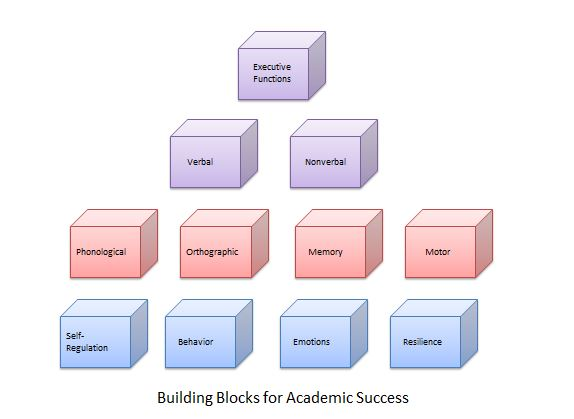 Executive
Functions
Verbal
Nonverbal
Phonological
Orthographic
Memory
Motor
Self-
Regulation
Behavior
Emotions
Resilience
Building Blocks for Academic Success